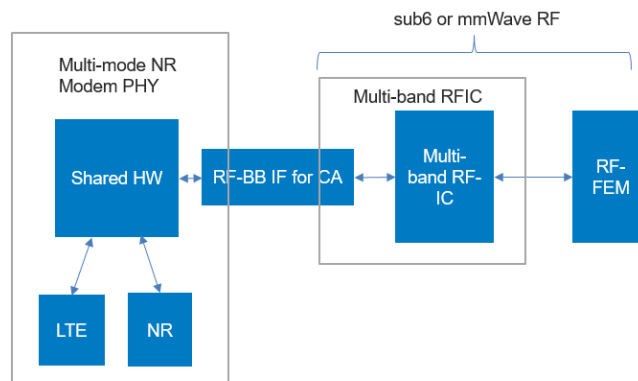 sub6 or mmWave RF
Multi-mode NR
Modem PHY
Multi-band RFIC
Shared HW
RF-BB IF for CA
Multi-
band RF-
IC
RF-
FEM
LTE
NR